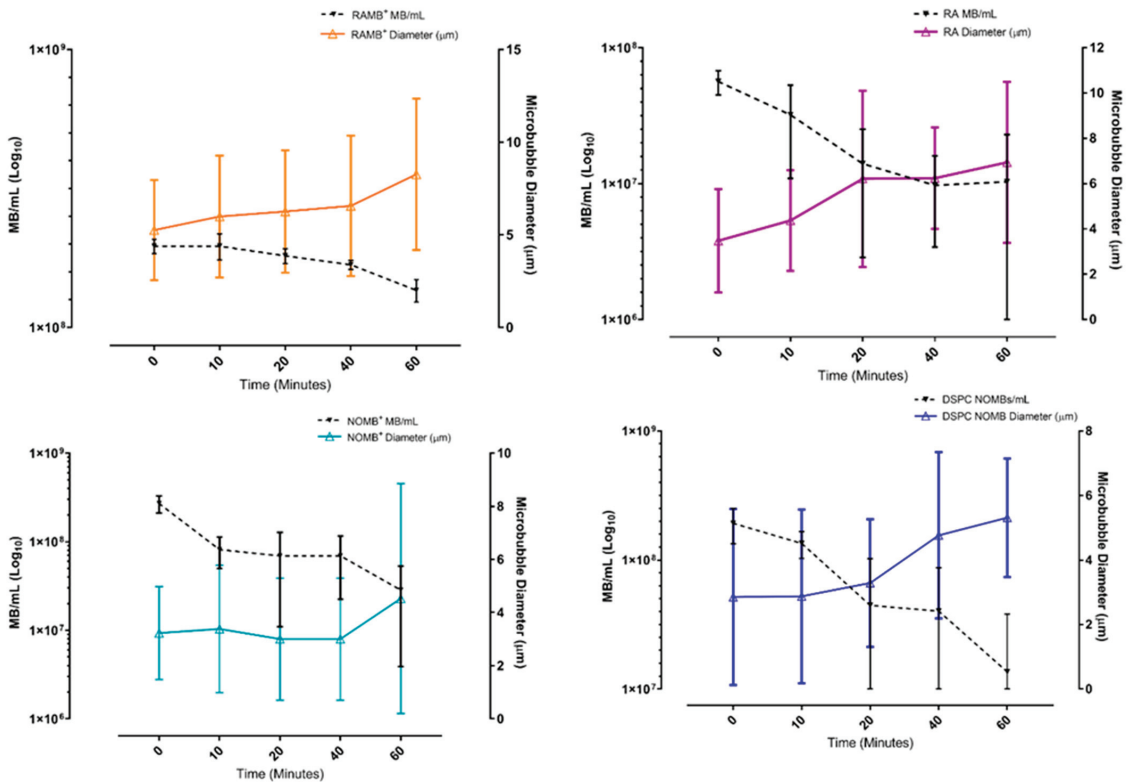 RAMB⁺ MB/mL
RAMB⁺ Diameter (μm)
1×10⁹
1×10⁸
MB/mL (Log₁₀)
15
10
5
0
Microbubble Diameter (μm)
0 10 20 40 60
Time (Minutes)
RA MB/mL
RA Diameter (μm)
1×10⁸
1×10⁷
1×10⁶
MB/mL (Log₁₀)
12
10
8
6
4
2
0
Microbubble Diameter (μm)
0 10 20 40 60
Time (Minutes)
NOMB⁺ MB/mL
NOMB⁺ Diameter (μm)
1×10⁹
1×10⁸
1×10⁷
1×10⁶
MB/mL (Log₁₀)
10
8
6
4
2
0
Microbubble Diameter (μm)
0 10 20 40 60
Time (Minutes)
DSPC NOMBs/mL
DSPC NOMB Diameter (μm)
1×10⁹
1×10⁸
1×10⁷
MB/mL (Log₁₀)
8
6
4
2
0
Microbubble Diameter (μm)
0 10 20 40 60
Time (Minutes)